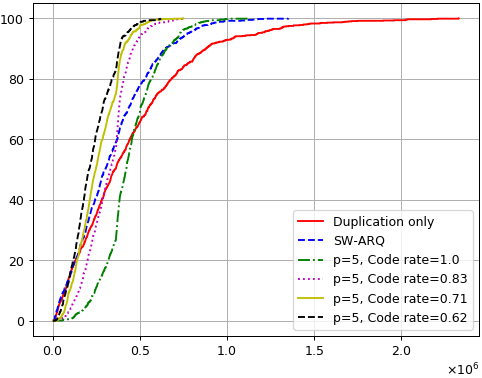 100
80
60
40
20
0
Duplication only
SW-ARQ
p=5, Code rate=1.0
p=5, Code rate=0.83
p=5, Code rate=0.71
p=5, Code rate=0.62
0.0 0.5 1.0 1.5 2.0
×10⁶